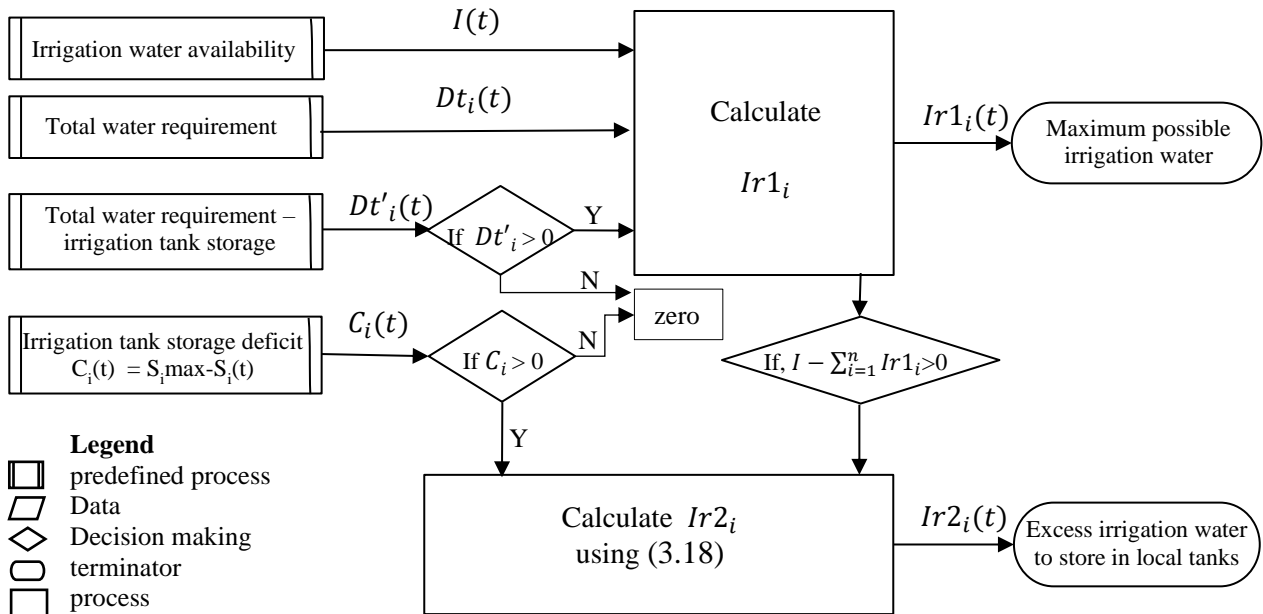 Irrigation water availability
I(t)
Total water requirement
Dt_i(t)
Calculate
Ir1_i
Ir1_i(t)
Maximum possible
irrigation water
Total water requirement –
irrigation tank storage
Dt'_i(t)
If Dt'_i > 0
Y
N
zero
Irrigation tank storage deficit
C_i(t) = S_imax-S_i(t)
C_i(t)
If C_i > 0
N
Y
If, I − ∑_{i=1}^{n} Ir1_i>0
Calculate Ir2_i
using (3.18)
Ir2_i(t)
Excess irrigation water
to store in local tanks
Legend
predefined process
Data
Decision making
terminator
process